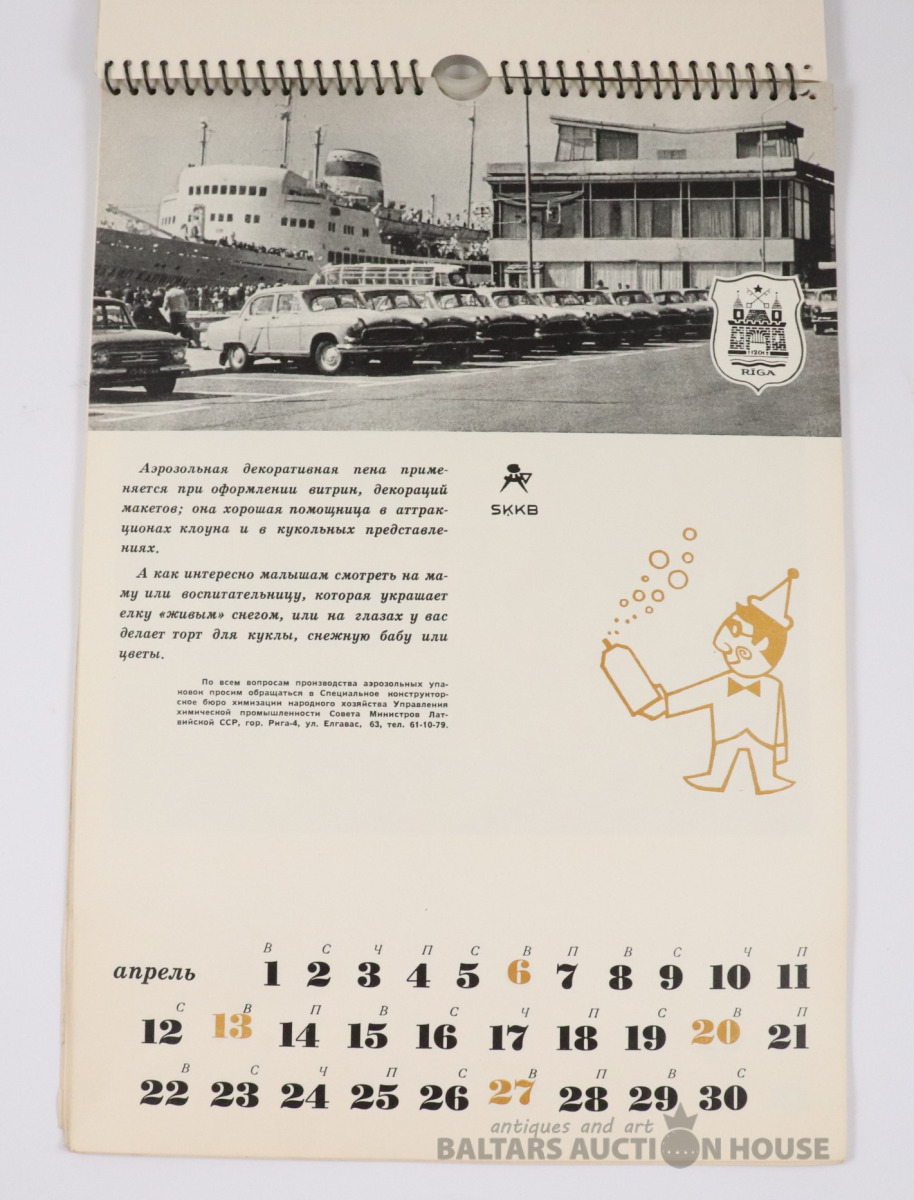 1201
RĪGA
Аэрозольная декоративная пена приме-
няется при оформлении витрин, декораций
макетов; она хорошая помощница в аттрак-
ционах клоуна и в кукольных представле-
ниях.
А как интересно малышам смотреть на ма-
му или воспитательницу, которая украшает
елку «живым» снегом, или на глазах у вас
делает торт для куклы, снежную бабу или
цветы.
По всем вопросам производства аэрозольных упа-
новок просим обращаться в Специальное конструктор-
ское бюро химизации народного хозяйства Управления
химической промышленности Совета Министров Лат-
вийской ССР, гор. Рига-4, ул. Елгавас, 63, тел. 61-10-79.
SĶKB
В С Ч П С В П В С Ч П
апрель 1 2 3 4 5 6 7 8 9 10 11
С В П В С Ч П С В П
12 13 14 15 16 17 18 19 20 21
В С Ч П С В П В С
22 23 24 25 26 27 28 29 30
antiques and art
BALTARS AUCTION HOUSE